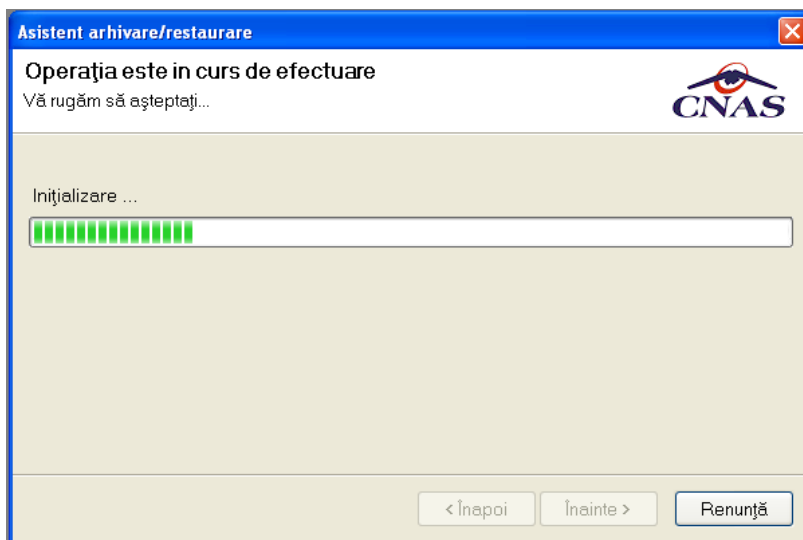 Asistent arhivare/restaurare
Operaţia este in curs de efectuare
Vă rugăm să aşteptaţi...
CNAS
Iniţializare ...
< Înapoi
Înainte >
Renunţă